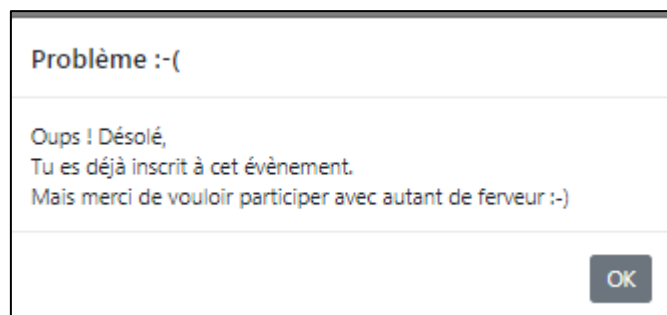 Problème :-(
Oups ! Désolé,
Tu es déjà inscrit à cet évènement.
Mais merci de vouloir participer avec autant de ferveur :-)
OK